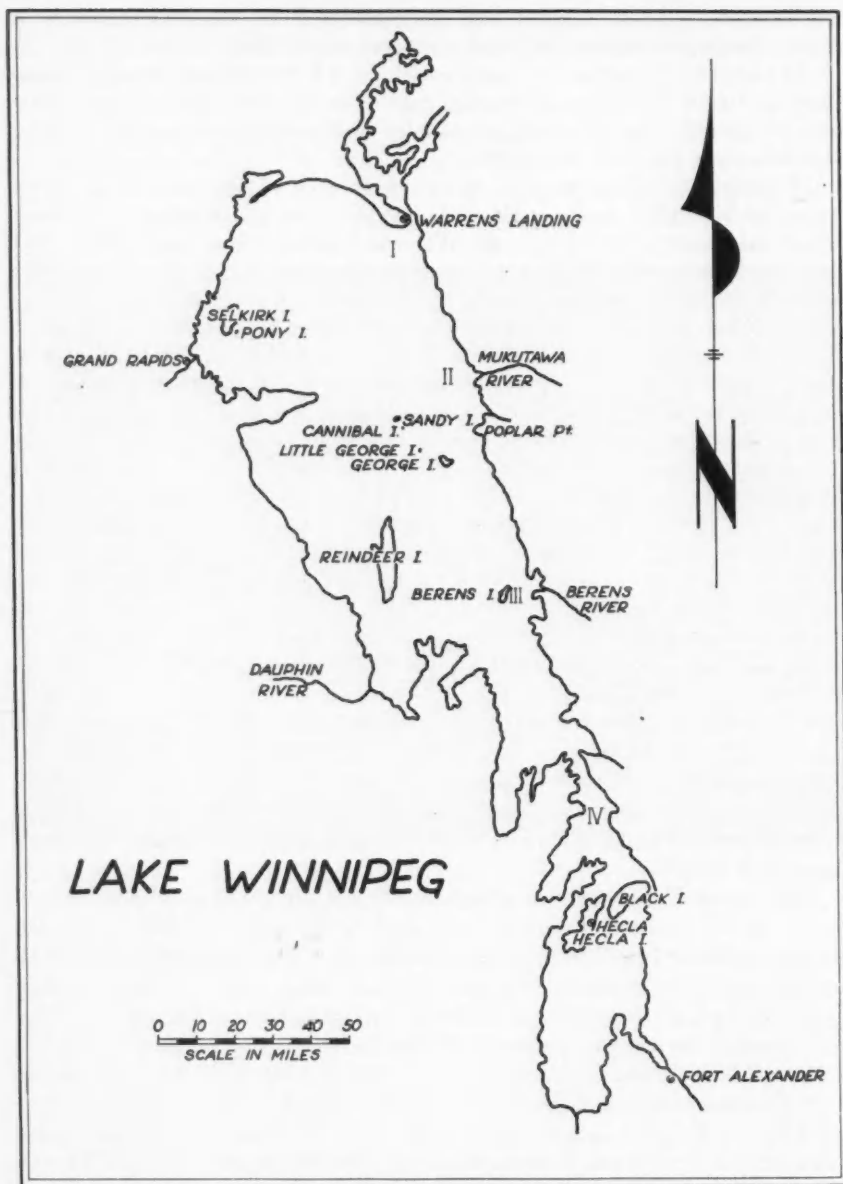 WARRENS LANDING
I
SELKIRK I.
PONY I.
GRAND RAPIDS
MUKUTAWA
RIVER
II
SANDY I.
CANNIBAL I.
POPLAR Pt.
LITTLE GEORGE I.
GEORGE I.
N
REINDEER I.
BERENS I.
III
BERENS
RIVER
DAUPHIN
RIVER
IV
LAKE WINNIPEG
BLACK I.
HECLA
HECLA I.
0 10 20 30 40 50
SCALE IN MILES
FORT ALEXANDER